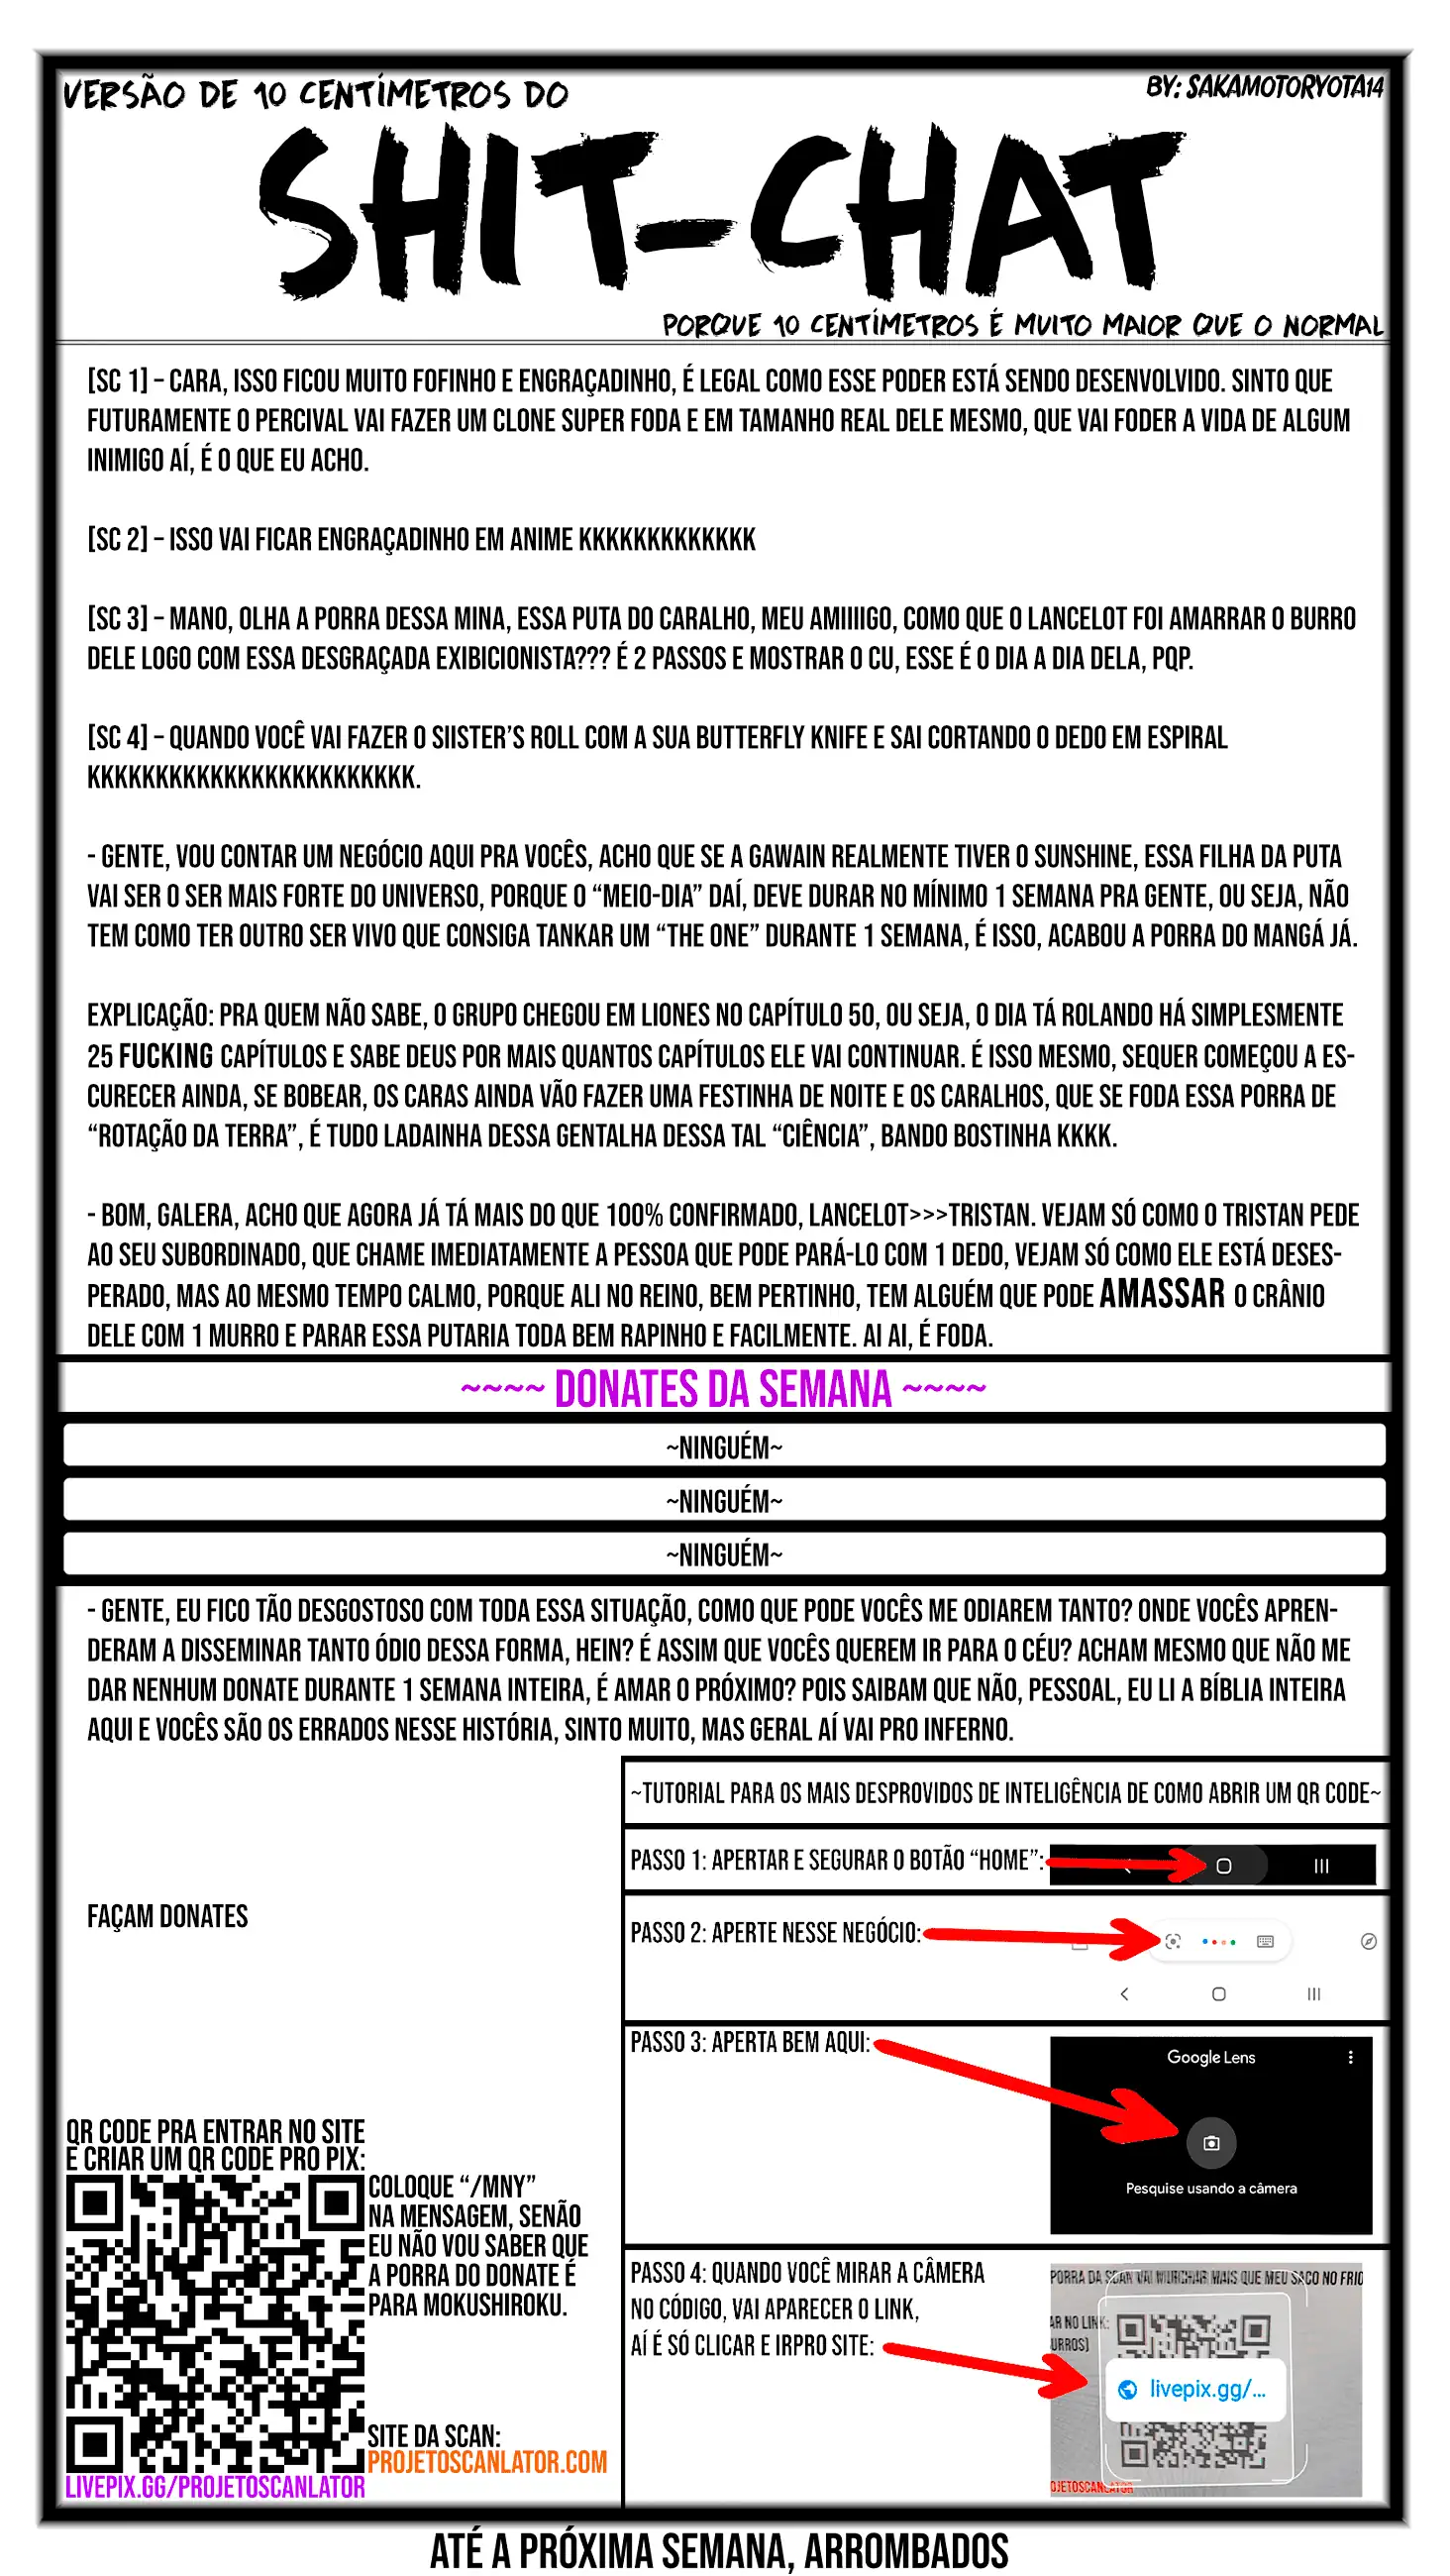 VERSÃO DE 10 CENTÍMETROS DO
BY: SAKAMOTORYOTA14
SHIT-CHAT
PORQUE 10 CENTÍMETROS É MUITO MAIOR QUE O NORMAL
[SC 1] – CARA, ISSO FICOU MUITO FOFINHO E ENGRAÇADINHO, É LEGAL COMO ESSE PODER ESTÁ SENDO DESENVOLVIDO. SINTO QUE
FUTURAMENTE O PERCIVAL VAI FAZER UM CLONE SUPER FODA E EM TAMANHO REAL DELE MESMO, QUE VAI FODER A VIDA DE ALGUM
INIMIGO AÍ, É O QUE EU ACHO.
[SC 2] – ISSO VAI FICAR ENGRAÇADINHO EM ANIME KKKKKKKKKKKKK
[SC 3] – MANO, OLHA A PORRA DESSA MINA, ESSA PUTA DO CARALHO, MEU AMIIIIGO, COMO QUE O LANCELOT FOI AMARRAR O BURRO
DELE LOGO COM ESSA DESGRAÇADA EXIBICIONISTA??? É 2 PASSOS E MOSTRAR O CU, ESSE É O DIA A DIA DELA, PQP.
[SC 4] – QUANDO VOCÊ VAI FAZER O SIISTER'S ROLL COM A SUA BUTTERFLY KNIFE E SAI CORTANDO O DEDO EM ESPIRAL
KKKKKKKKKKKKKKKKKKKKKKKK.
- GENTE, VOU CONTAR UM NEGÓCIO AQUI PRA VOCÊS, ACHO QUE SE A GAWAIN REALMENTE TIVER O SUNSHINE, ESSA FILHA DA PUTA
VAI SER O SER MAIS FORTE DO UNIVERSO, PORQUE O “MEIO-DIA” DAÍ, DEVE DURAR NO MÍNIMO 1 SEMANA PRA GENTE, OU SEJA, NÃO
TEM COMO TER OUTRO SER VIVO QUE CONSIGA TANKAR UM “THE ONE” DURANTE 1 SEMANA, É ISSO, ACABOU A PORRA DO MANGÁ JÁ.
EXPLICAÇÃO: PRA QUEM NÃO SABE, O GRUPO CHEGOU EM LIONES NO CAPÍTULO 50, OU SEJA, O DIA TÁ ROLANDO HÁ SIMPLESMENTE
25 FUCKING CAPÍTULOS E SABE DEUS POR MAIS QUANTOS CAPÍTULOS ELE VAI CONTINUAR. É ISSO MESMO, SEQUER COMEÇOU A ES-
CURECER AINDA, SE BOBEAR, OS CARAS AINDA VÃO FAZER UMA FESTINHA DE NOITE E OS CARALHOS, QUE SE FODA ESSA PORRA DE
“ROTAÇÃO DA TERRA”, É TUDO LADAINHA DESSA GENTALHA DESSA TAL “CIÊNCIA”, BANDO BOSTINHA KKKK.
- BOM, GALERA, ACHO QUE AGORA JÁ TÁ MAIS DO QUE 100% CONFIRMADO, LANCELOT>>>TRISTAN. VEJAM SÓ COMO O TRISTAN PEDE
AO SEU SUBORDINADO, QUE CHAME IMEDIATAMENTE A PESSOA QUE PODE PARÁ-LO COM 1 DEDO, VEJAM SÓ COMO ELE ESTÁ DESES-
PERADO, MAS AO MESMO TEMPO CALMO, PORQUE ALI NO REINO, BEM PERTINHO, TEM ALGUÉM QUE PODE AMASSAR O CRÂNIO
DELE COM 1 MURRO E PARAR ESSA PUTARIA TODA BEM RAPINHO E FACILMENTE. AI AI, É FODA.
~~~~ DONATES DA SEMANA ~~~~
~NINGUÉM~
~NINGUÉM~
~NINGUÉM~
- GENTE, EU FICO TÃO DESGOSTOSO COM TODA ESSA SITUAÇÃO, COMO QUE PODE VOCÊS ME ODIAREM TANTO? ONDE VOCÊS APREN-
DERAM A DISSEMINAR TANTO ÓDIO DESSA FORMA, HEIN? É ASSIM QUE VOCÊS QUEREM IR PARA O CÉU? ACHAM MESMO QUE NÃO ME
DAR NENHUM DONATE DURANTE 1 SEMANA INTEIRA, É AMAR O PRÓXIMO? POIS SAIBAM QUE NÃO, PESSOAL, EU LI A BÍBLIA INTEIRA
AQUI E VOCÊS SÃO OS ERRADOS NESSE HISTÓRIA, SINTO MUITO, MAS GERAL AÍ VAI PRO INFERNO.
FAÇAM DONATES
QR CODE PRA ENTRAR NO SITE
E CRIAR UM QR CODE PRO PIX:
COLOQUE “/MNY”
NA MENSAGEM, SENÃO
EU NÃO VOU SABER QUE
A PORRA DO DONATE É
PARA MOKUSHIROKU.
SITE DA SCAN:
PROJETOSCANLATOR.COM
LIVEPIX.GG/PROJETOSCANLATOR
~TUTORIAL PARA OS MAIS DESPROVIDOS DE INTELIGÊNCIA DE COMO ABRIR UM QR CODE~
PASSO 1: APERTAR E SEGURAR O BOTÃO “HOME”:
PASSO 2: APERTE NESSE NEGÓCIO:
PASSO 3: APERTA BEM AQUI:
Google Lens
Pesquise usando a câmera
PASSO 4: QUANDO VOCÊ MIRAR A CÂMERA
NO CÓDIGO, VAI APARECER O LINK,
AÍ É SÓ CLICAR E IRPRO SITE:
PORRA DA SCAN VAI MURCHAR MAIS QUE MEU SACO NO FRIO
AR NO LINK:
URROS)
livepix.gg/...
OJETOSCANLATOR
ATÉ A PRÓXIMA SEMANA, ARROMBADOS